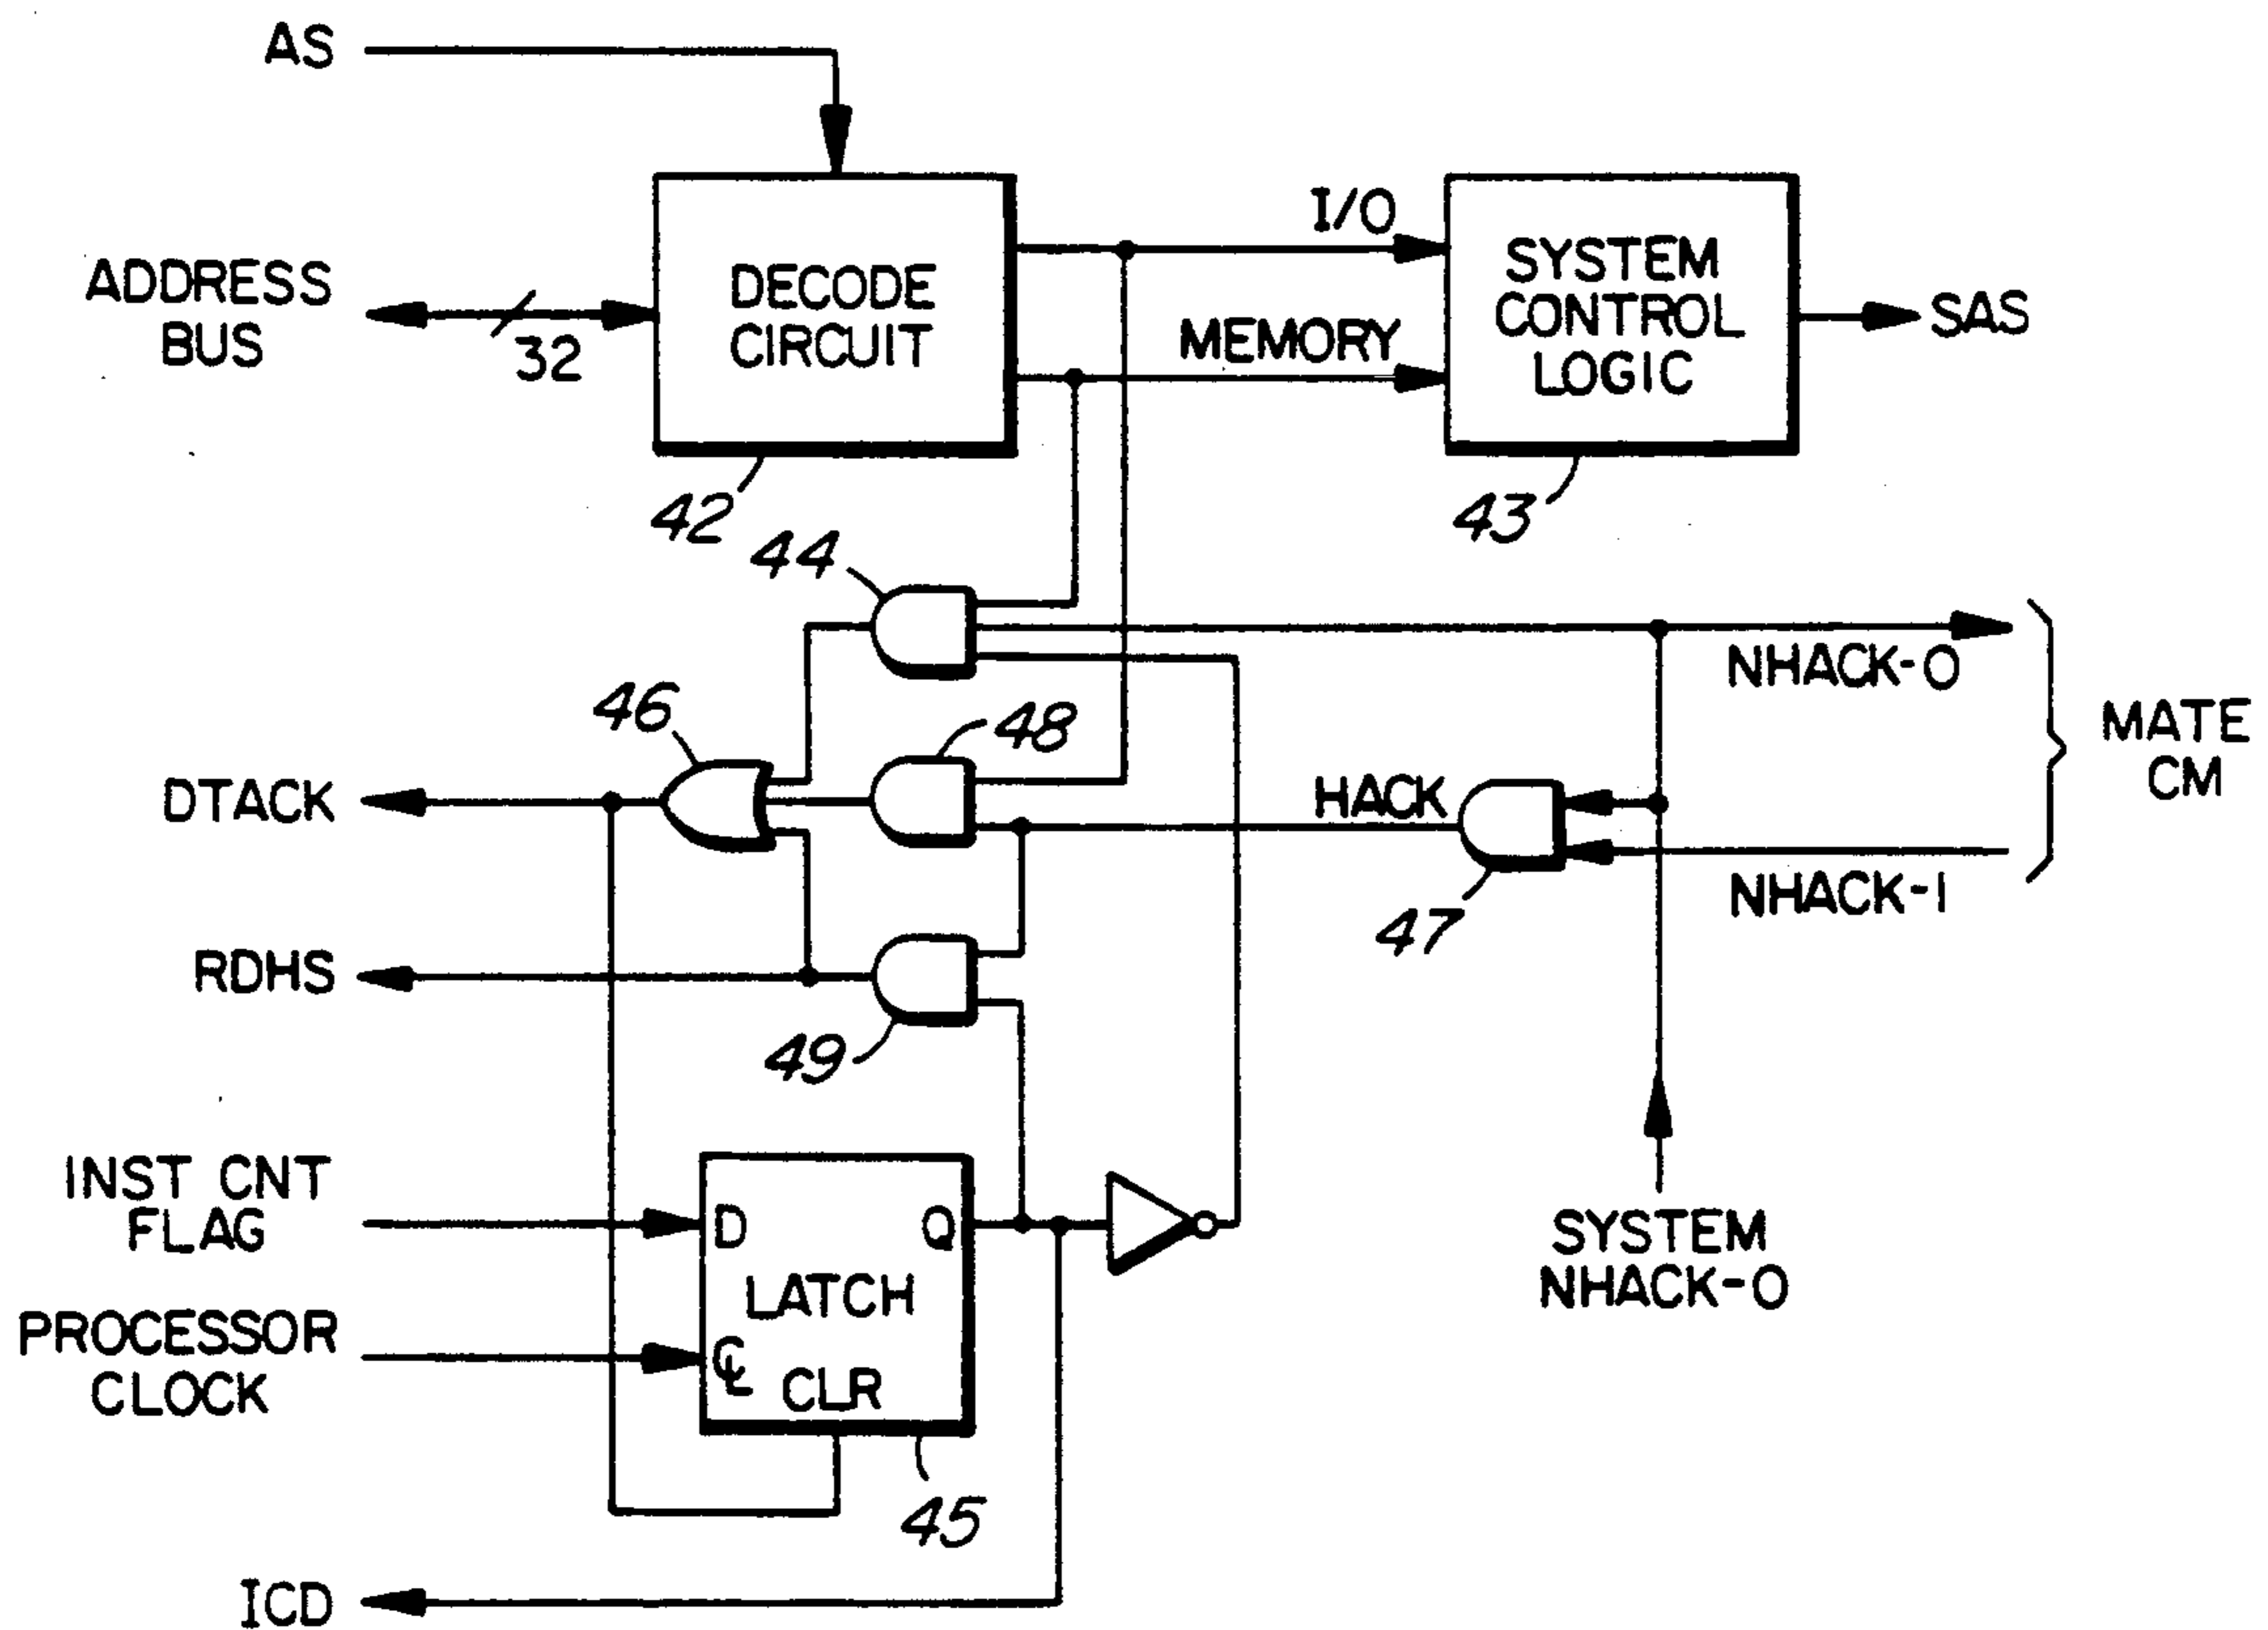 AS
ADDRESS
BUS
32
DECODE
CIRCUIT
42
I/O
MEMORY
SYSTEM
CONTROL
LOGIC
43
SAS
44
NHACK-0
46
48
DTACK
HACK
47
NHACK-1
MATE
CM
RDHS
49
INST CNT
FLAG
D
Q
LATCH
PROCESSOR
CLOCK
CL
CLR
45
SYSTEM
NHACK-0
ICD